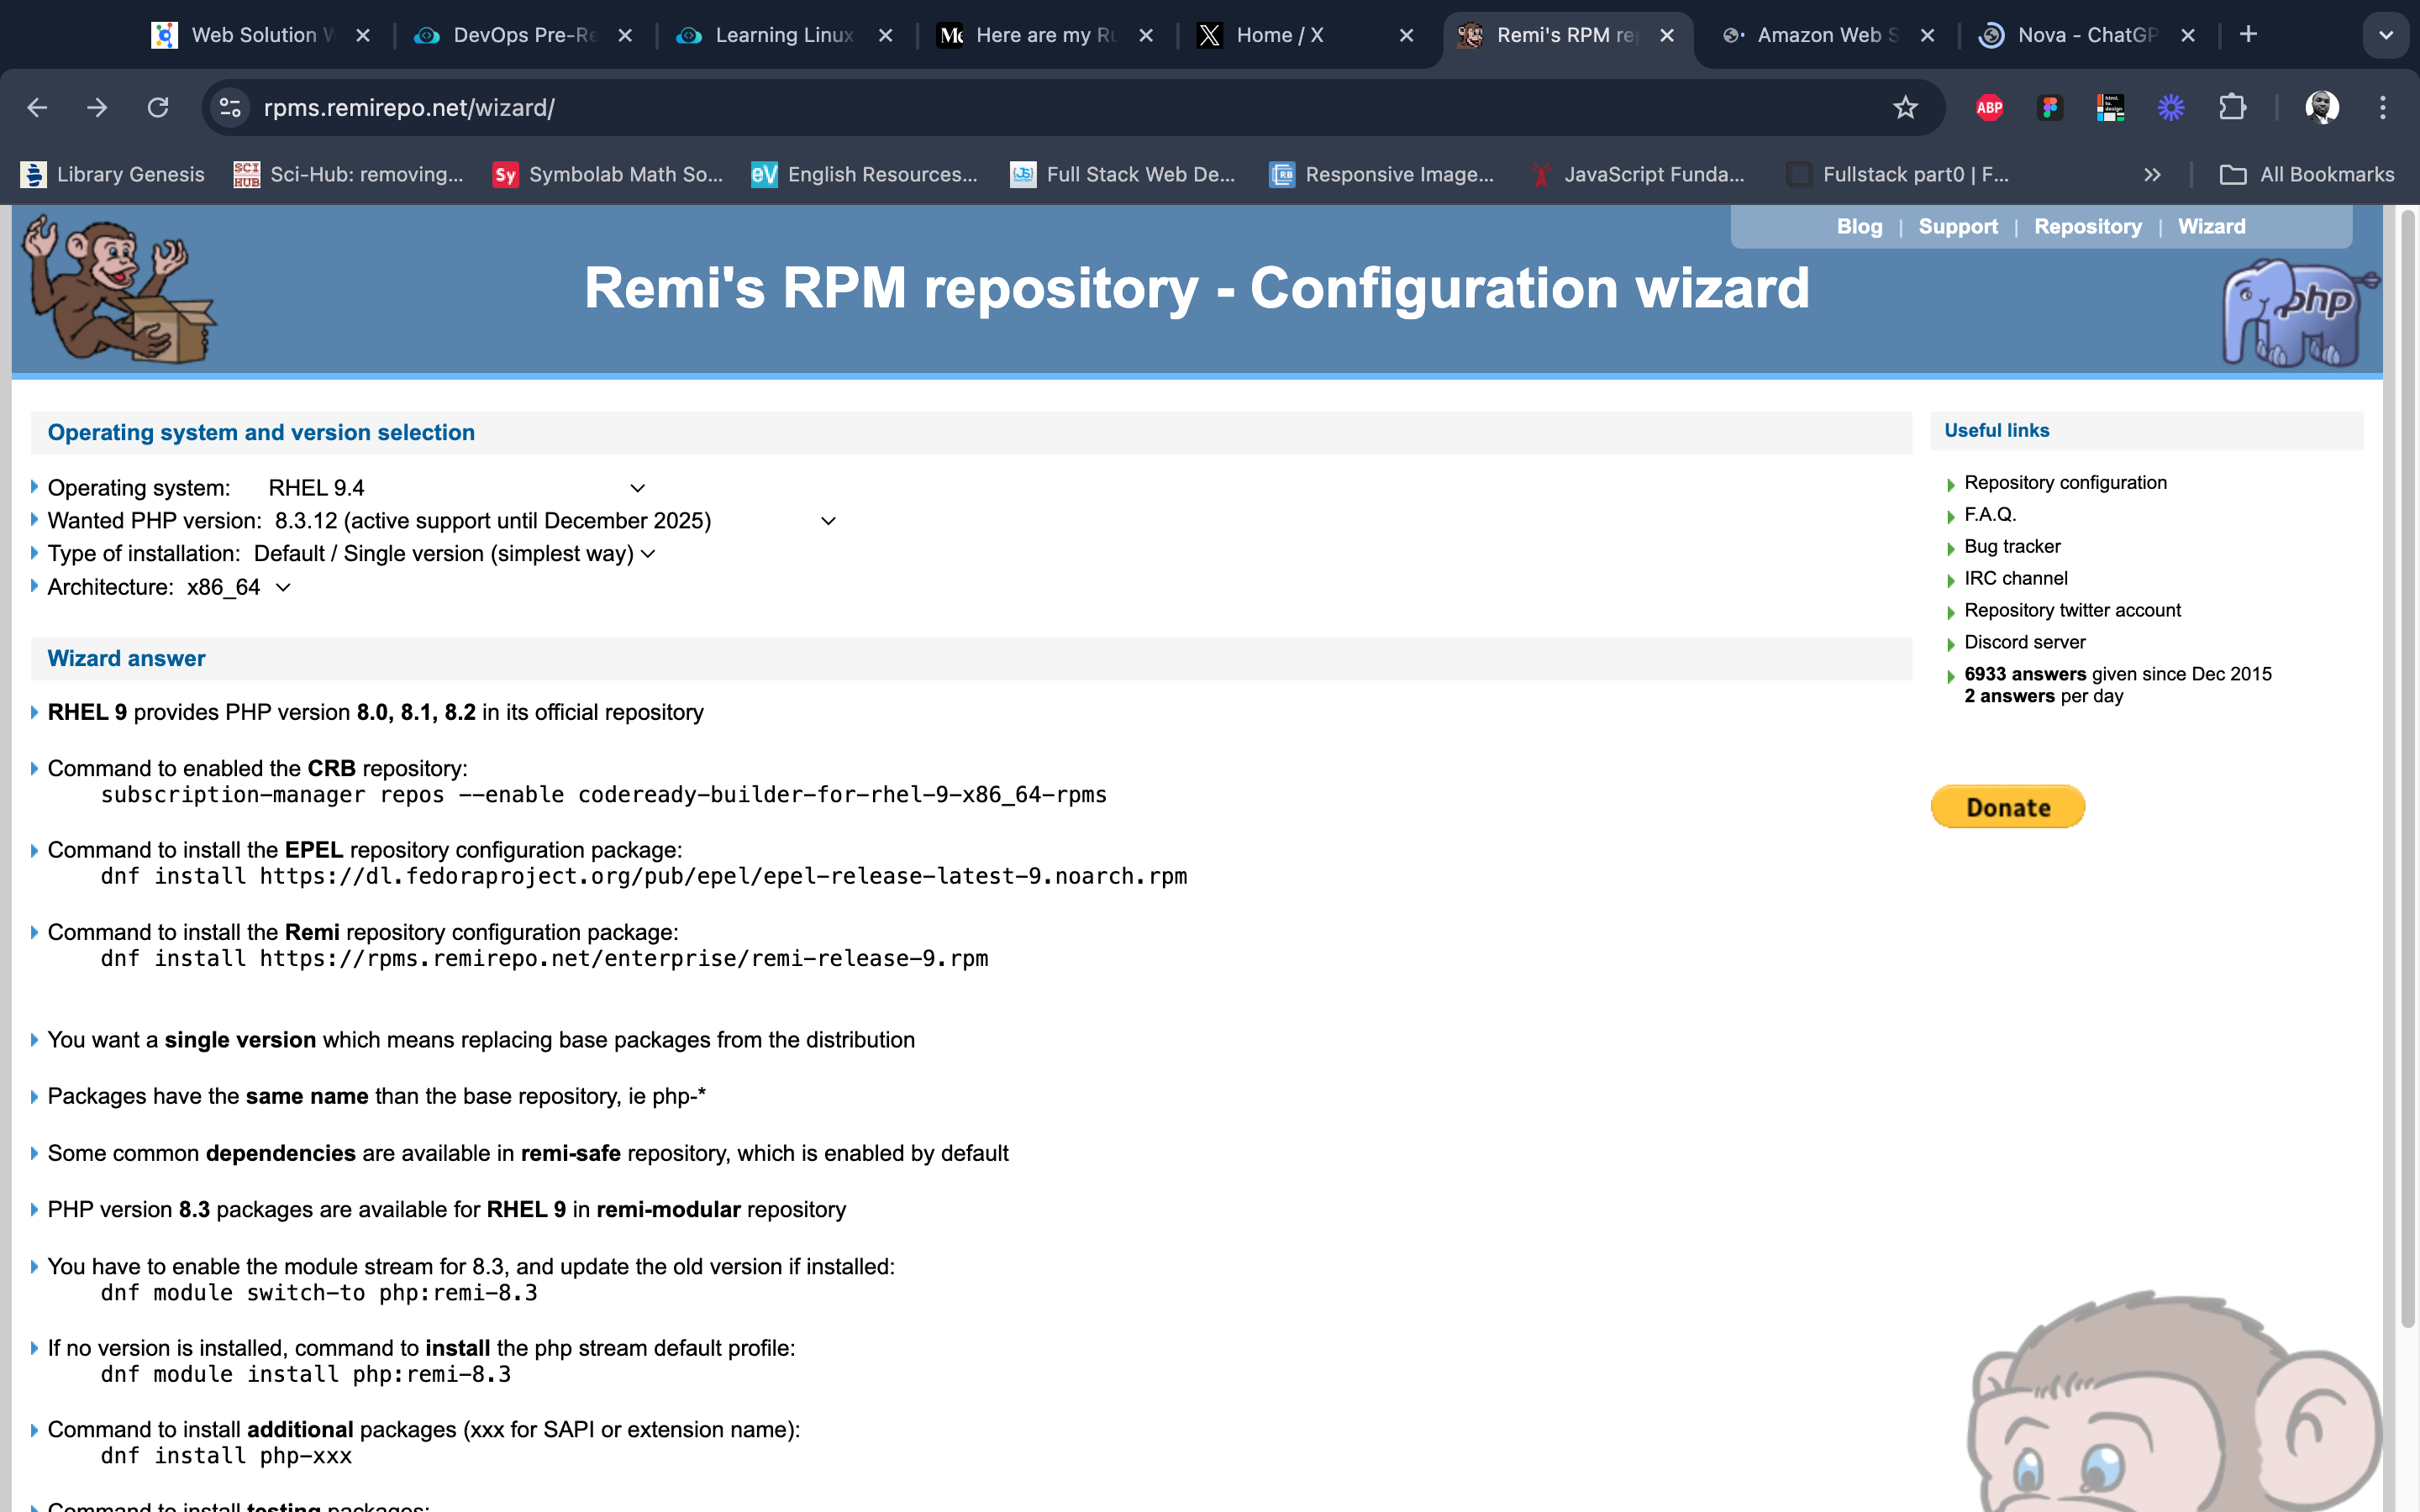 Web Solution W
DevOps Pre-Re
Learning Linux
Here are my Ru
Home / X
Remi's RPM re
Amazon Web S
Nova - ChatGP
rpms.remirepo.net/wizard/
ABP
Library Genesis
SCI HUB
Sci-Hub: removing...
Sy
Symbolab Math So...
eV
English Resources...
Full Stack Web De...
Responsive Image...
JavaScript Funda...
Fullstack part0 | F...
All Bookmarks
Blog | Support | Repository | Wizard
Remi's RPM repository - Configuration wizard
php
Operating system and version selection
Operating system: RHEL 9.4
Wanted PHP version: 8.3.12 (active support until December 2025)
Type of installation: Default / Single version (simplest way)
Architecture: x86_64
Wizard answer
RHEL 9 provides PHP version 8.0, 8.1, 8.2 in its official repository
Command to enabled the CRB repository:
subscription-manager repos --enable codeready-builder-for-rhel-9-x86_64-rpms
Command to install the EPEL repository configuration package:
dnf install https://dl.fedoraproject.org/pub/epel/epel-release-latest-9.noarch.rpm
Command to install the Remi repository configuration package:
dnf install https://rpms.remirepo.net/enterprise/remi-release-9.rpm
You want a single version which means replacing base packages from the distribution
Packages have the same name than the base repository, ie php-*
Some common dependencies are available in remi-safe repository, which is enabled by default
PHP version 8.3 packages are available for RHEL 9 in remi-modular repository
You have to enable the module stream for 8.3, and update the old version if installed:
dnf module switch-to php:remi-8.3
If no version is installed, command to install the php stream default profile:
dnf module install php:remi-8.3
Command to install additional packages (xxx for SAPI or extension name):
dnf install php-xxx
Command to install testing packages:
Useful links
Repository configuration
F.A.Q.
Bug tracker
IRC channel
Repository twitter account
Discord server
6933 answers given since Dec 2015
2 answers per day
Donate